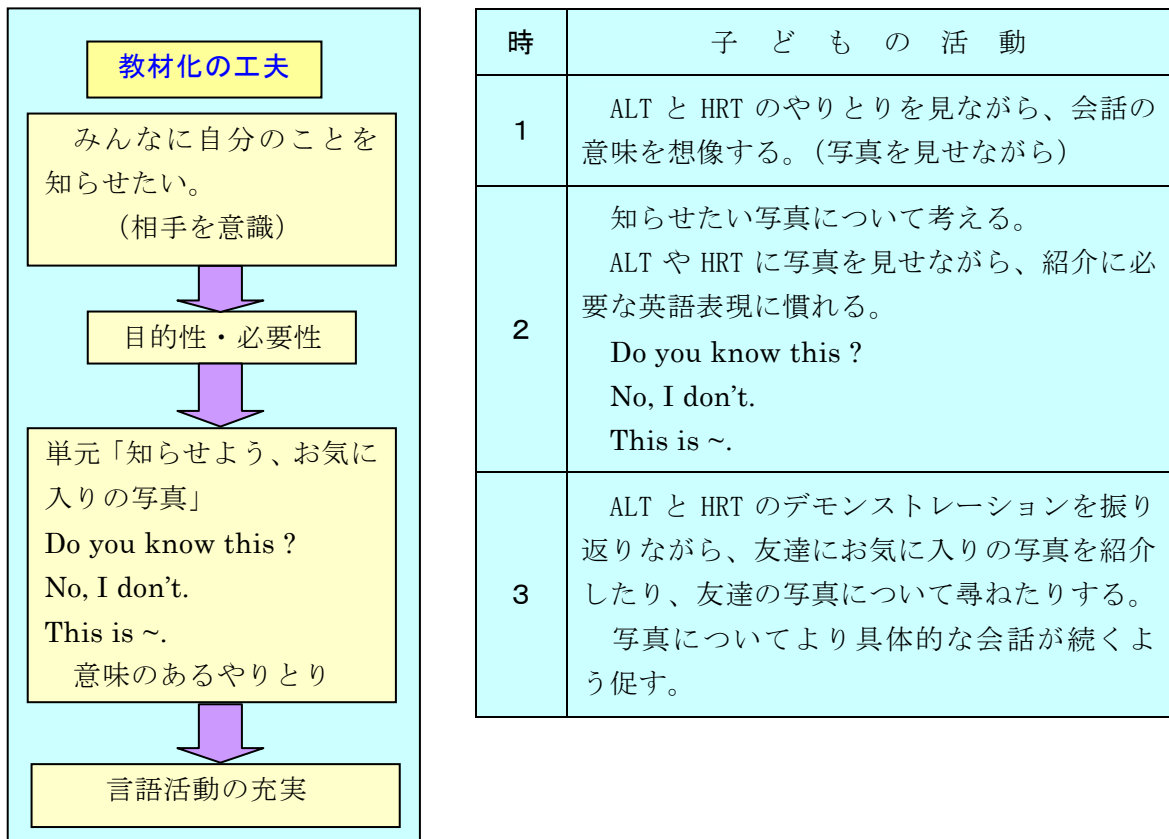 教材化の工夫
みんなに自分のことを
知らせたい。
(相手を意識)
目的性・必要性
単元「知らせよう、お気に
入りの写真」
Do you know this ?
No, I don't.
This is ~.
意味のあるやりとり
言語活動の充実
時 子どもの活動
1 ALT と HRT のやりとりを見ながら、会話の
意味を想像する。(写真を見せながら)
2 知らせたい写真について考える。
ALT や HRT に写真を見せながら、紹介に必
要な英語表現に慣れる。
Do you know this ?
No, I don't.
This is ~.
3 ALT と HRT のデモンストレーションを振り
返りながら、友達にお気に入りの写真を紹介
したり、友達の写真について尋ねたりする。
写真についてより具体的な会話が続くよ
う促す。